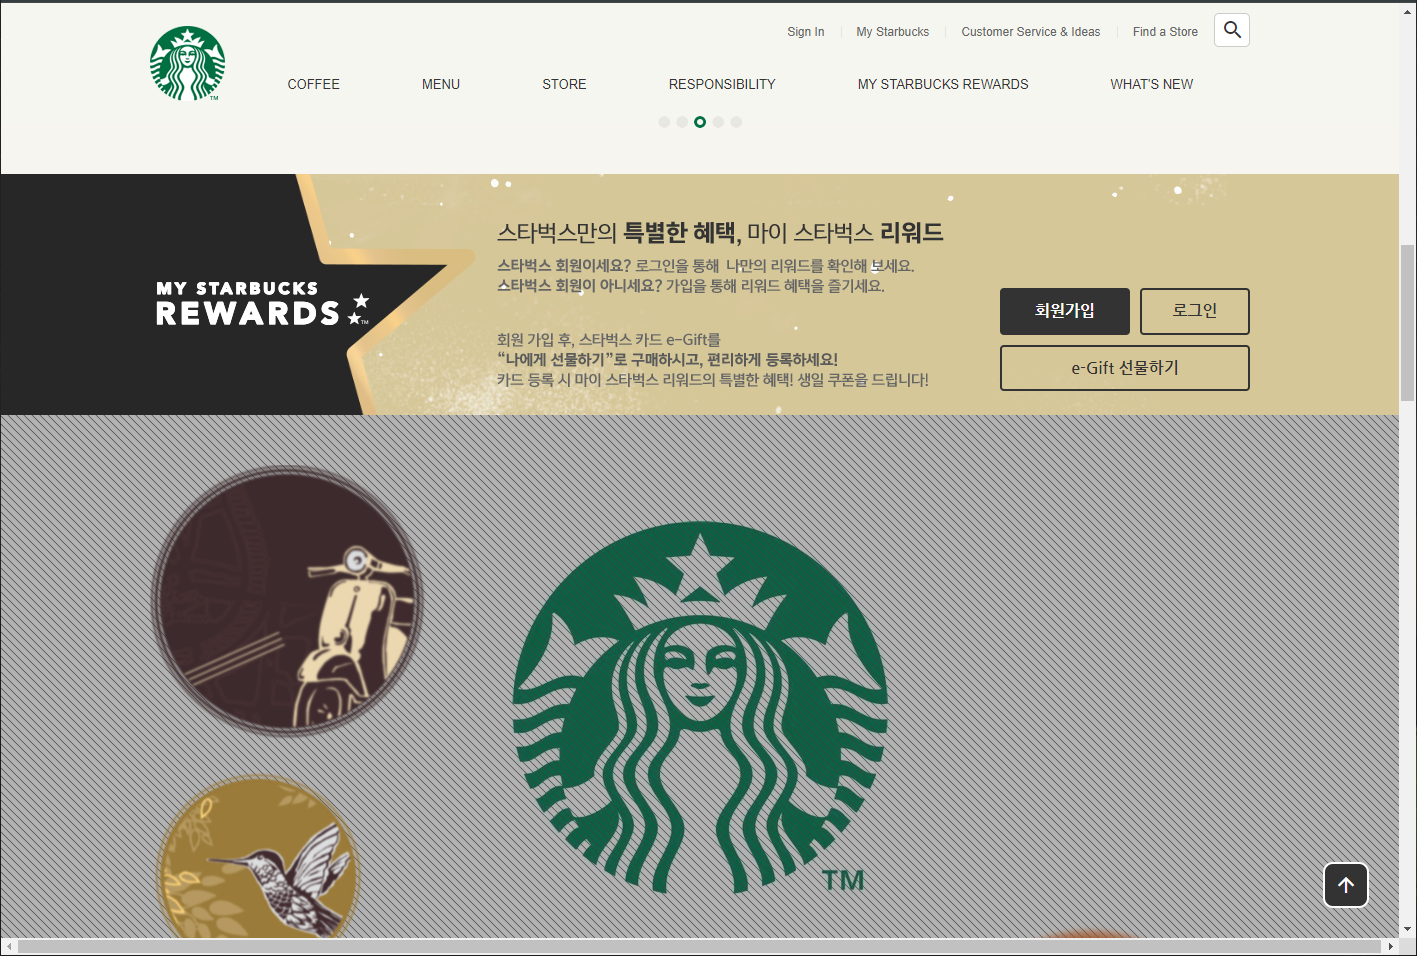 Sign In
My Starbucks
Customer Service & Ideas
Find a Store
COFFEE
MENU
STORE
RESPONSIBILITY
MY STARBUCKS REWARDS
WHAT'S NEW
TM
MY STARBUCKS
REWARDS
TM
스타벅스만의 특별한 혜택, 마이 스타벅스 리워드
스타벅스 회원이세요? 로그인을 통해 나만의 리워드를 확인해 보세요.
스타벅스 회원이 아니세요? 가입을 통해 리워드 혜택을 즐기세요.
회원 가입 후, 스타벅스 카드 e-Gift를
“나에게 선물하기”로 구매하시고, 편리하게 등록하세요!
카드 등록 시 마이 스타벅스 리워드의 특별한 혜택! 생일 쿠폰을 드립니다!
회원가입
로그인
e-Gift 선물하기
TM